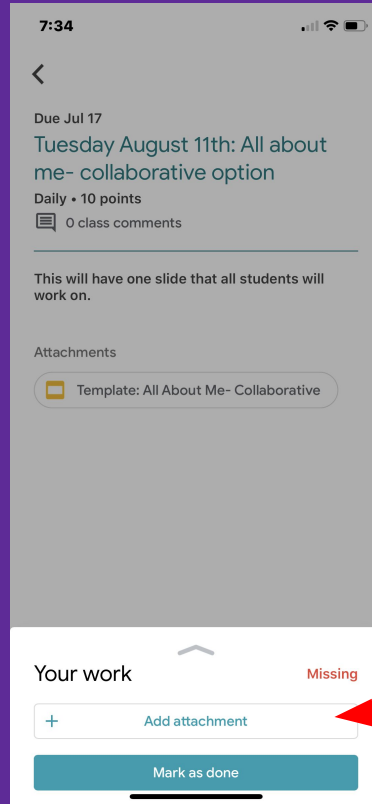 7:34
Due Jul 17
Tuesday August 11th: All about
me- collaborative option
Daily • 10 points
0 class comments
This will have one slide that all students will
work on.
Attachments
Template: All About Me- Collaborative
Your work
Missing
+ Add attachment
Mark as done